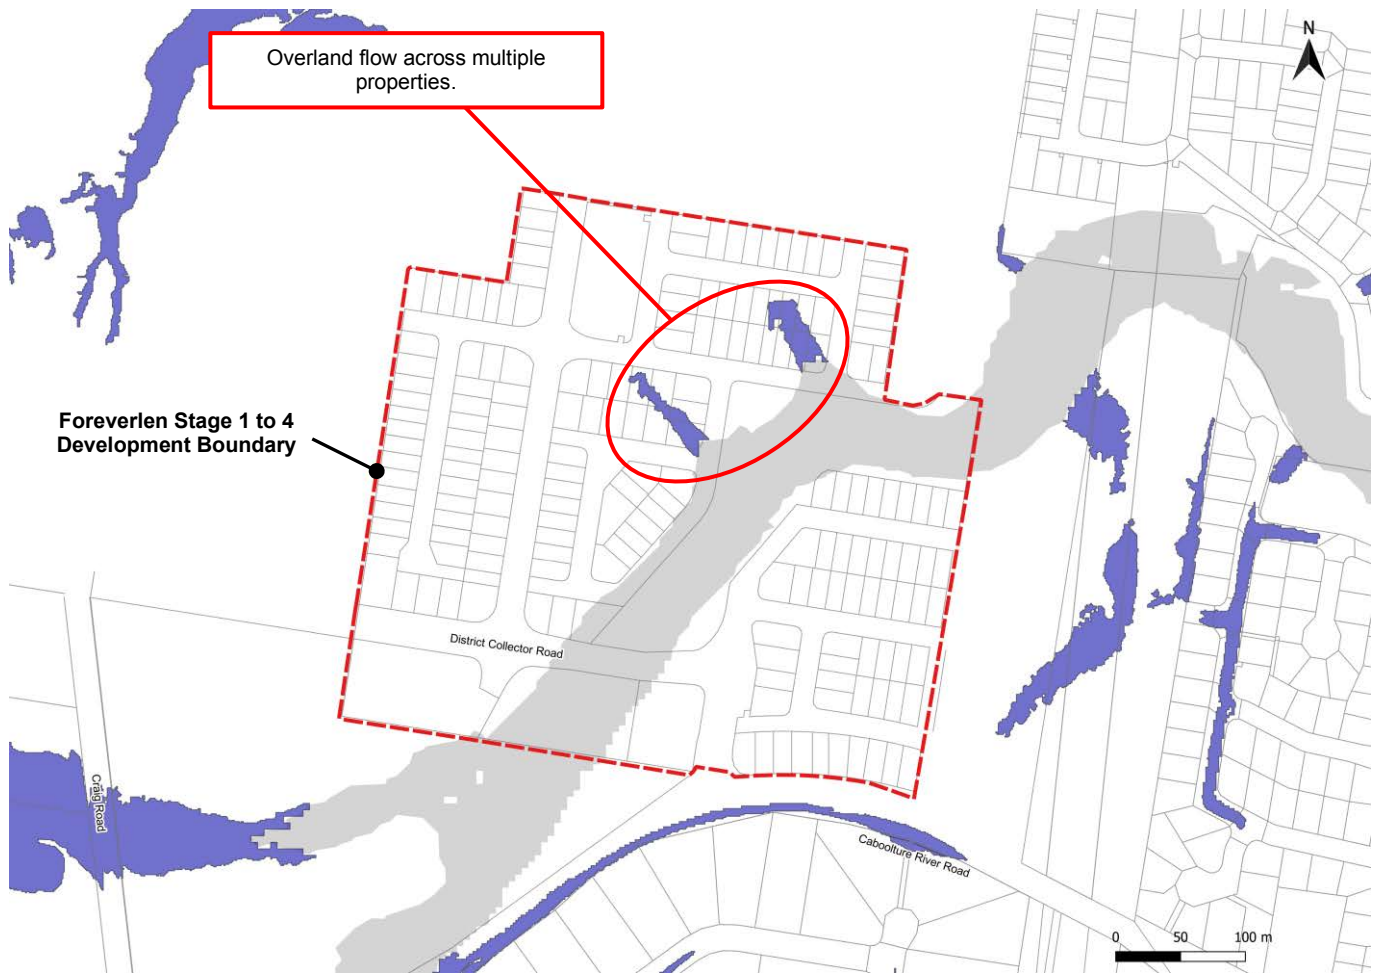 N
Overland flow across multiple
properties.
Foreverlen Stage 1 to 4
Development Boundary
District Collector Road
Craig Road
Caboolture River Road
0 50 100 m